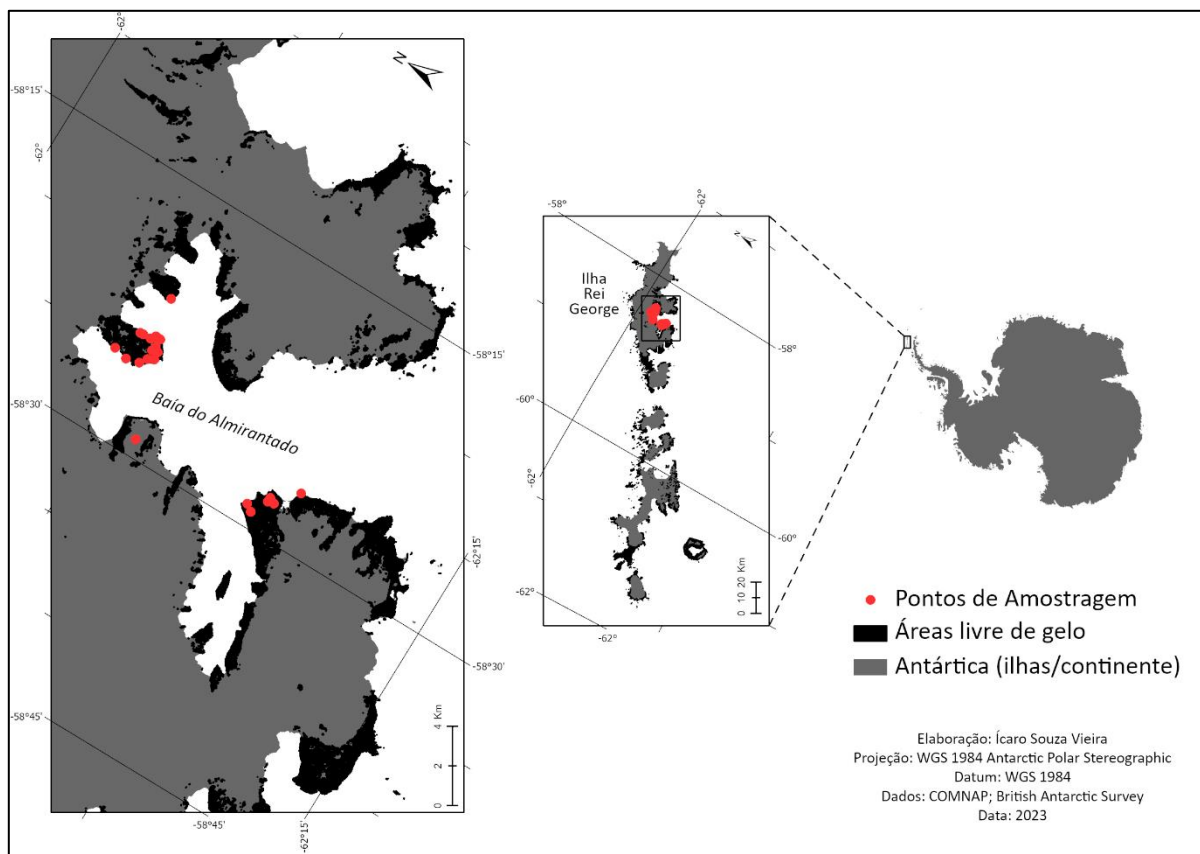 -62°
-58°15'
-62°
N
-58°30'
-58°15'
Baía do Almirantado
-62°15'
-58°30'
-58°45'
0 2 4 Km
-58°45'
-62°15'
-58°
-62°
N
Ilha
Rei
George
-58°
-60°
-62°
-60°
-62°
0 10 20 Km
-62°
Pontos de Amostragem
Áreas livre de gelo
Antártica (ilhas/continente)
Elaboração: Ícaro Souza Vieira
Projeção: WGS 1984 Antarctic Polar Stereographic
Datum: WGS 1984
Dados: COMNAP; British Antarctic Survey
Data: 2023